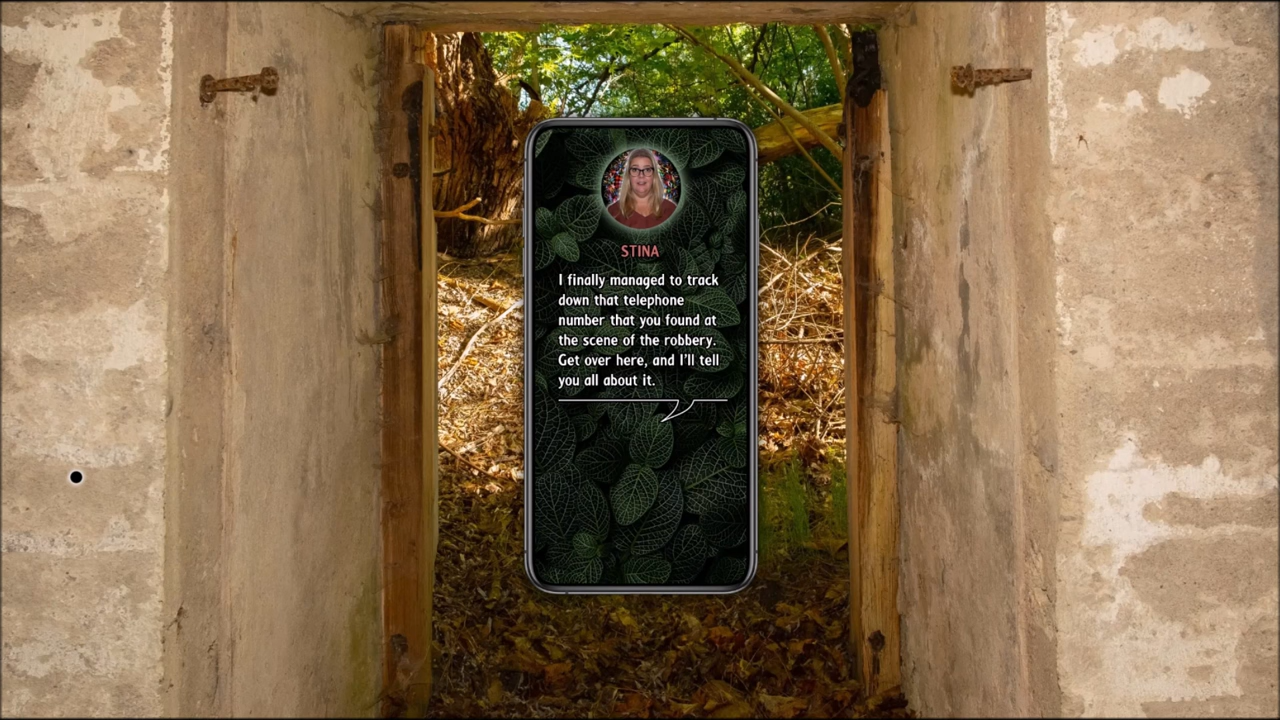 STINA
I finally managed to track
down that telephone
number that you found at
the scene of the robbery.
Get over here, and I'll tell
you all about it.